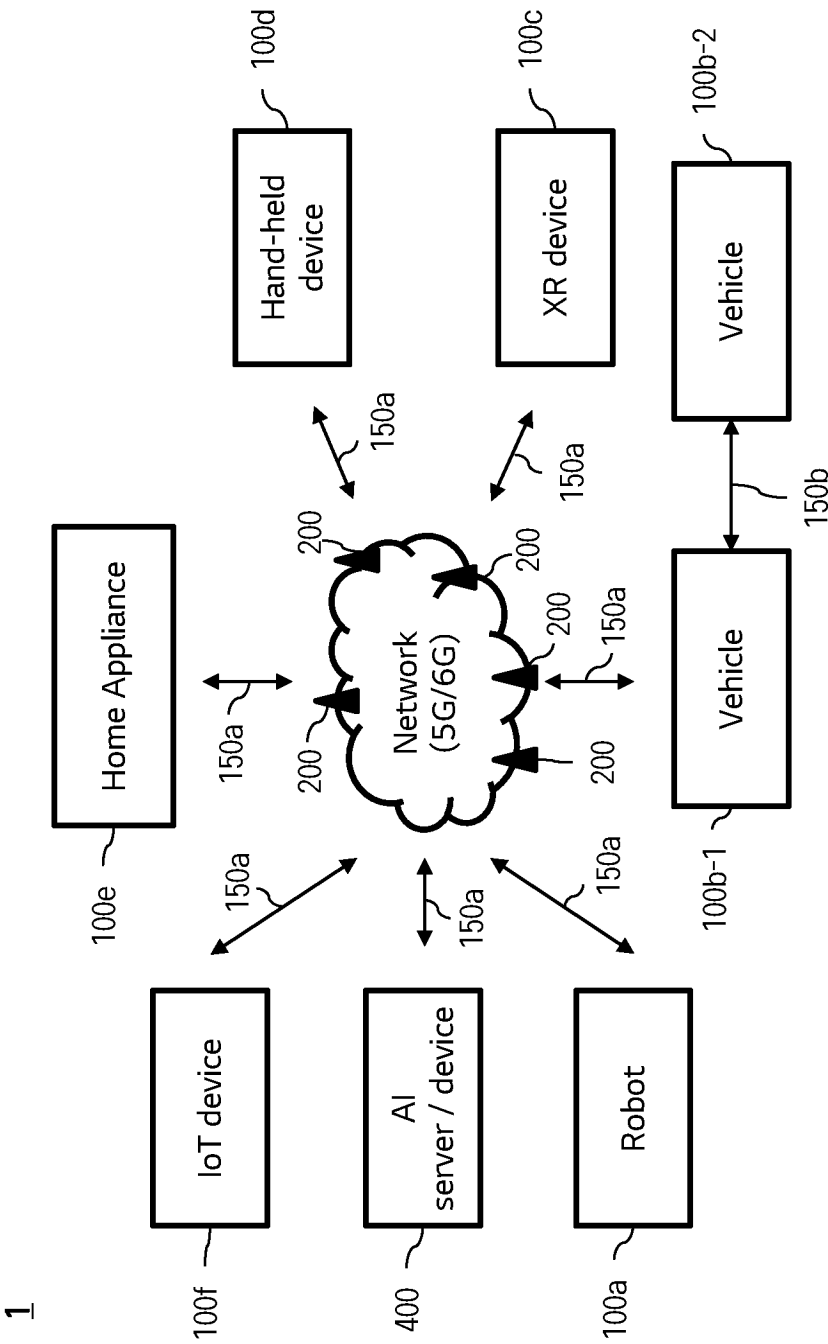 1
100e
Home Appliance
100f
IoT device
150a
150a
Hand-held
device
100d
200
200
150a
400
AI
server / device
150a
Network
(5G/6G)
200
XR device
100c
200
150a
200
150a
150a
100a
Robot
100b-1
Vehicle
Vehicle
100b-2
150b